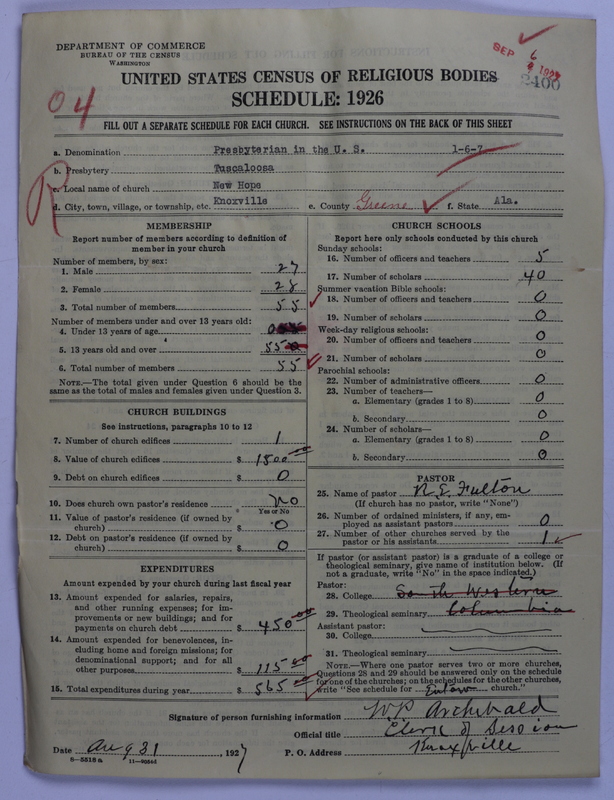 DEPARTMENT OF COMMERCE
BUREAU OF THE CENSUS
WASHINGTON
SEP 6
2400
UNITED STATES CENSUS OF RELIGIOUS BODIES
SCHEDULE: 1926
04
FILL OUT A SEPARATE SCHEDULE FOR EACH CHURCH. SEE INSTRUCTIONS ON THE BACK OF THIS SHEET
a. Denomination Presbyterian in the U. S. 1-6-7
b. Presbytery Tuscaloosa
c. Local name of church New Hope
d. City, town, village, or township, etc. Knoxville e. County Greene f. State Ala.
R
MEMBERSHIP
Report number of members according to definition of
member in your church
Number of members, by sex:
1. Male 27
2. Female 28
3. Total number of members 55
Number of members under and over 13 years old:
4. Under 13 years of age 0
5. 13 years old and over 55
6. Total number of members 55
NOTE.—The total given under Question 6 should be
same as the total of males and females given under Question 3.
CHURCH BUILDINGS
See instructions, paragraphs 10 to 12
7. Number of church edifices 1
8. Value of church edifices $ 1500.00
9. Debt on church edifices $ 0
10. Does church own pastor's residence No
Yes or No
11. Value of pastor's residence (if owned by
church) $ 0
12. Debt on pastor's residence (if owned by
church) $ 0
EXPENDITURES
Amount expended by your church during last fiscal year
13. Amount expended for salaries, repairs,
and other running expenses; for im-
provements or new buildings; and for
payments on church debt $ 450.00
14. Amount expended for benevolences, in-
cluding home and foreign missions; for
denominational support; and for all
other purposes $ 115.00
15. Total expenditures during year $ 565.00
CHURCH SCHOOLS
Report here only schools conducted by this church
Sunday schools:
16. Number of officers and teachers 5
17. Number of scholars 40
Summer vacation Bible schools:
18. Number of officers and teachers 0
19. Number of scholars 0
Week-day religious schools:
20. Number of officers and teachers 0
21. Number of scholars 0
Parochial schools:
22. Number of administrative officers 0
23. Number of teachers—
a. Elementary (grades 1 to 8) 0
b. Secondary 0
24. Number of scholars—
a. Elementary (grades 1 to 8) 0
b. Secondary 0
PASTOR
25. Name of pastor R. E. Fulton
(If church has no pastor, write "None")
26. Number of ordained ministers, if any, em-
ployed as assistant pastors 0
27. Number of other churches served by the
pastor or his assistants 1
If pastor (or assistant pastor) is a graduate of a college or
theological seminary, give name of institution below. (If
not a graduate, write "No" in the space indicated.)
Pastor:
28. College South Western
29. Theological seminary Columbia
Assistant pastor:
30. College
31. Theological seminary
NOTE.—Where one pastor serves two or more churches,
Questions 28 and 29 should be answered only on the schedule
for one of the churches; on the schedules for the other churches,
write "See schedule for Eutaw church."
Signature of person furnishing information WP Archibald
Official title Clerk of Session
Date Aug 31, 1927 P. O. Address Knoxville
8—5518 a